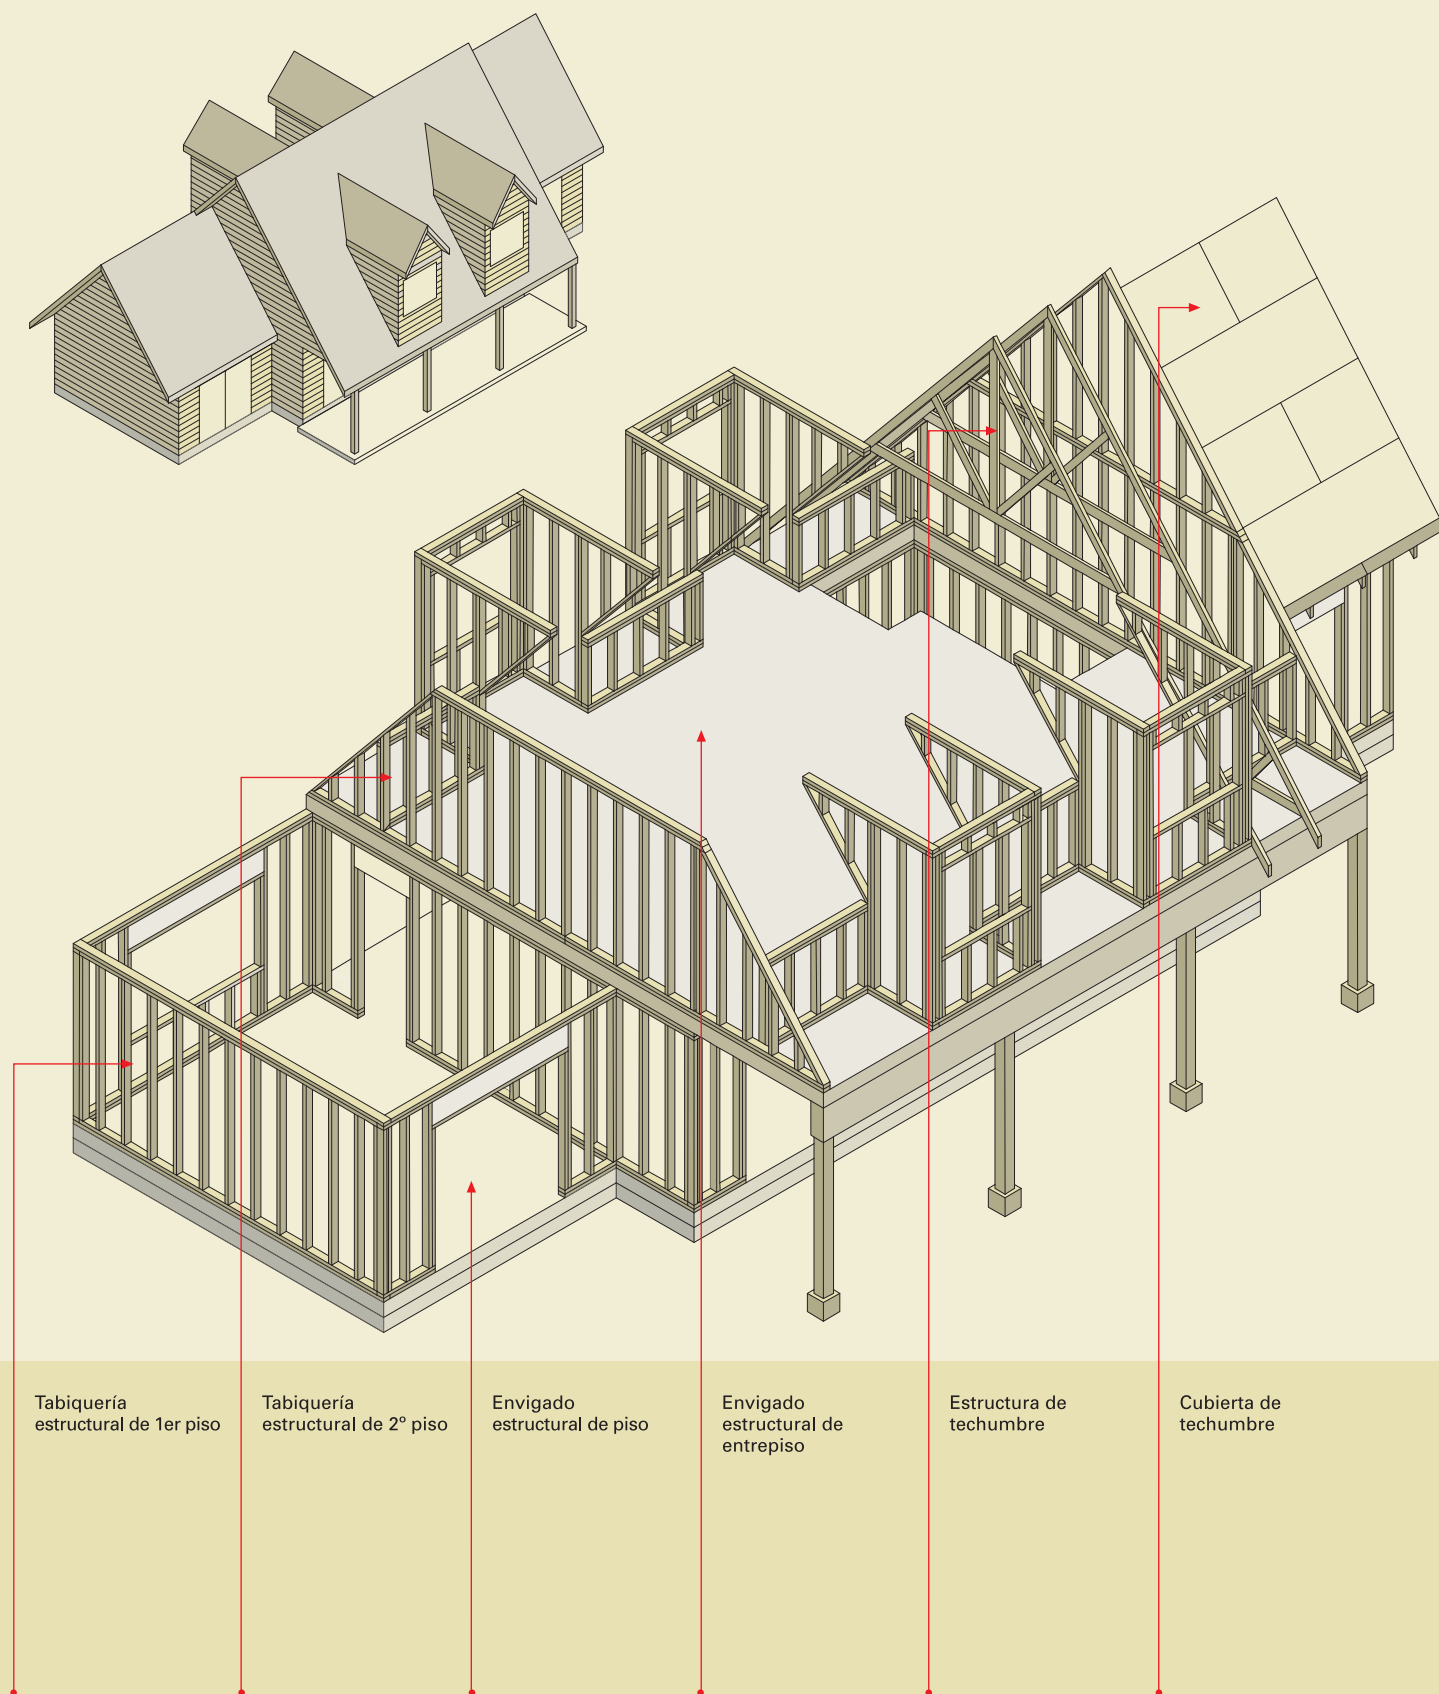 Tabiquería
estructural de 1er piso
Tabiquería
estructural de 2º piso
Envigado
estructural de piso
Envigado
estructural de
entrepiso
Estructura de
techumbre
Cubierta de
techumbre